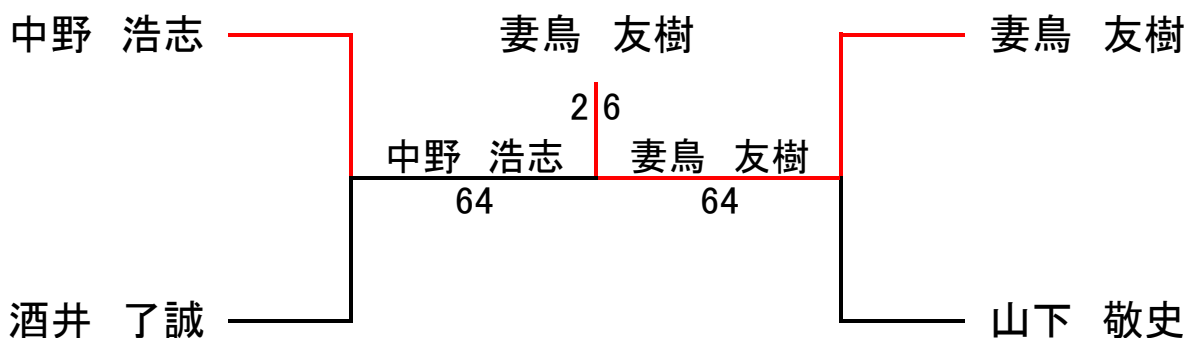 中野　浩志　妻鳥　友樹　妻鳥　友樹
2 6
中野　浩志　妻鳥　友樹
64　64
酒井　了誠　山下　敬史